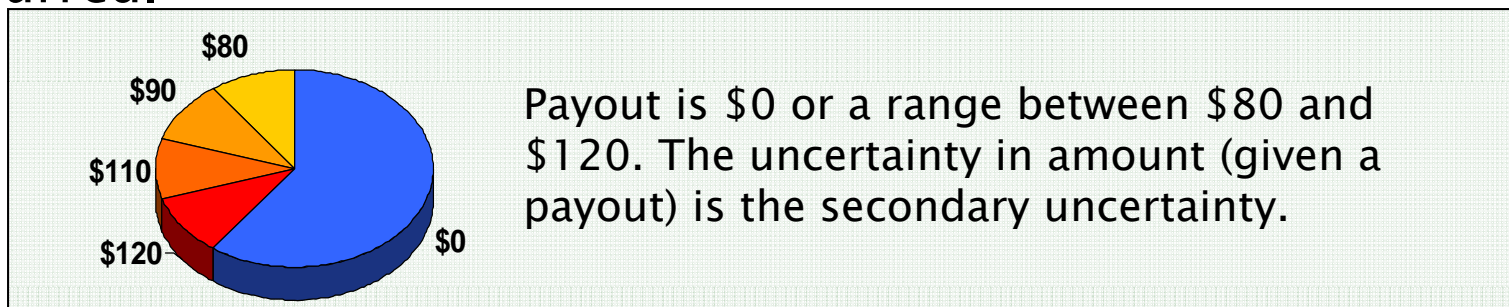 $80
$90
$110
$120
$0
Payout is $0 or a range between $80 and
$120. The uncertainty in amount (given a
payout) is the secondary uncertainty.